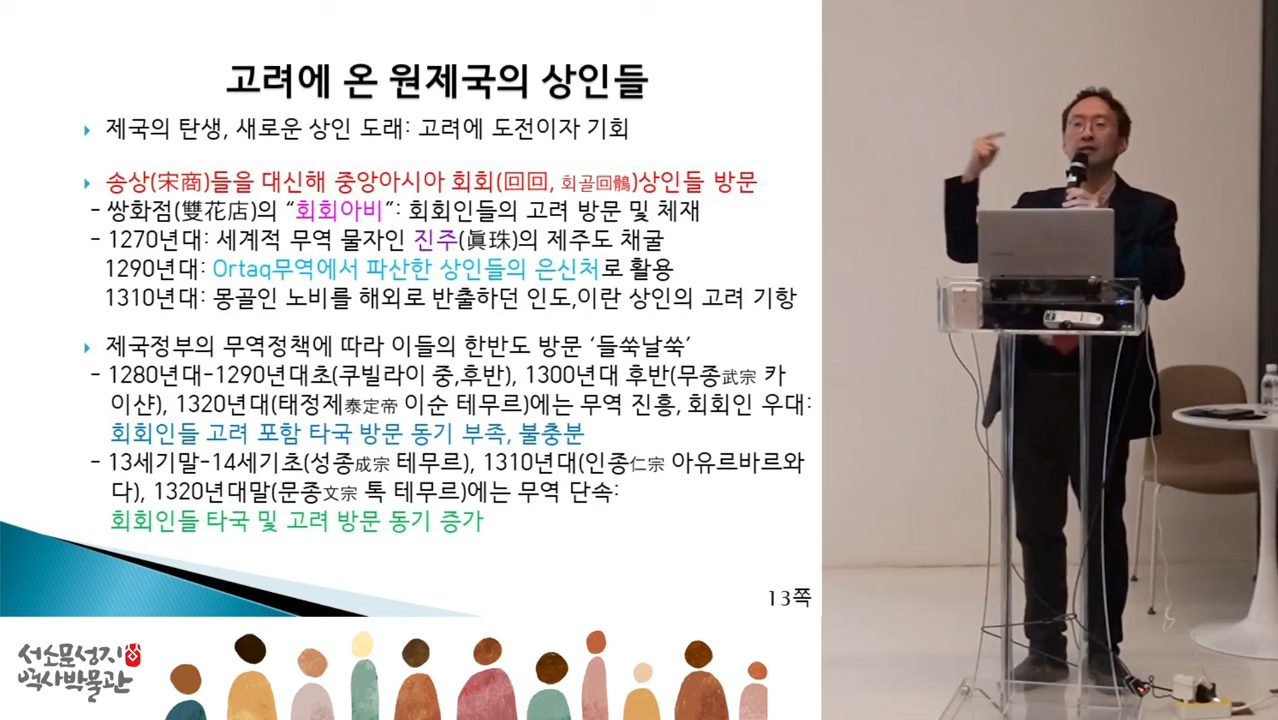 고려에 온 원제국의 상인들
제국의 탄생, 새로운 상인 도래: 고려에 도전이자 기회
송상(宋商)들을 대신해 중앙아시아 회회(回回, 회골回鶻)상인들 방문
- 쌍화점(雙花店)의 “회회아비”: 회회인들의 고려 방문 및 체재
- 1270년대: 세계적 무역 물자인 진주(眞珠)의 제주도 채굴
1290년대: Ortaq무역에서 파산한 상인들의 은신처로 활용
1310년대: 몽골인 노비를 해외로 반출하던 인도,이란 상인의 고려 기항
제국정부의 무역정책에 따라 이들의 한반도 방문 ‘들쑥날쑥’
- 1280년대-1290년대초(쿠빌라이 중,후반), 1300년대 후반(무종武宗 카
이샨), 1320년대(태정제泰定帝 이순 테무르)에는 무역 진흥, 회회인 우대:
회회인들 고려 포함 타국 방문 동기 부족, 불충분
- 13세기말-14세기초(성종成宗 테무르), 1310년대(인종仁宗 아유르바르와
다), 1320년대말(문종文宗 톡 테무르)에는 무역 단속:
회회인들 타국 및 고려 방문 동기 증가
13쪽
서소문성지
역사박물관